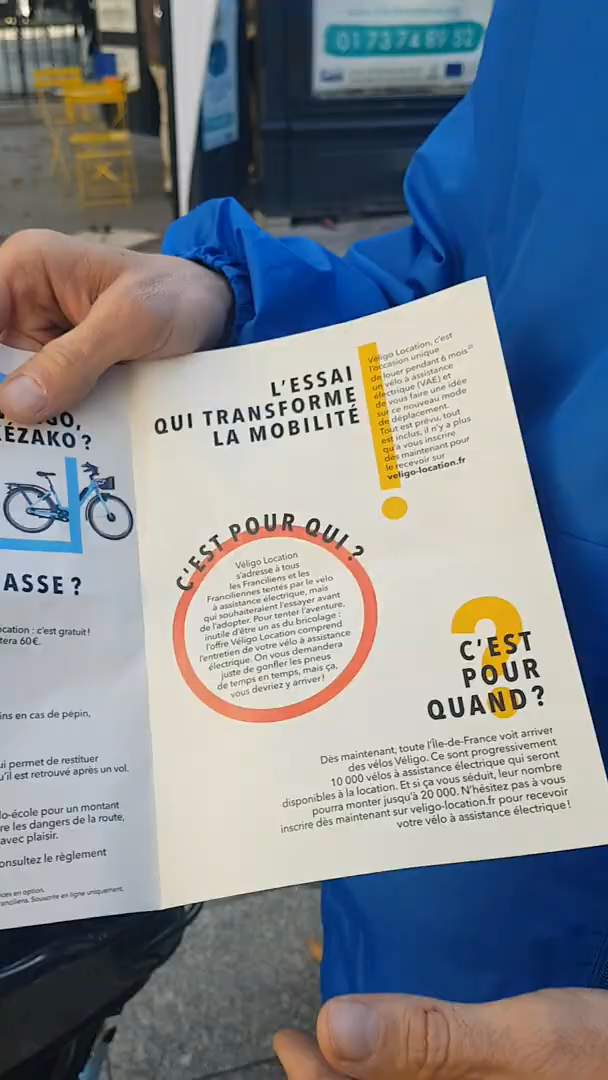 01 73 74 89 52
KÉZAKO ?
ASSE ?
cation : c'est gratuit !
tera 60€.
ins en cas de pépin,
ui permet de restituer
u'il est retrouvé après un vol.
lo-école pour un montant
re les dangers de la route,
avec plaisir.
onsultez le règlement
ices en option.
anciliens. Souscrite en ligne uniquement.
L'ESSAI
QUI TRANSFORME
LA MOBILITÉ
Véligo Location, c'est
l'occasion unique
de louer pendant 6 mois
un vélo à assistance
électrique (VAE) et
de vous faire une idée
sur ce nouveau mode
de déplacement.
Tout est prévu, tout
est inclus, il n'y a plus
qu'à vous inscrire
dès maintenant pour
le recevoir sur
veligo-location.fr
C'EST POUR QUI ?
Véligo Location
s'adresse à tous
les Franciliens et les
Franciliennes tentés par le vélo
à assistance électrique, mais
qui souhaiteraient l'essayer avant
de l'adopter. Pour tenter l'aventure,
inutile d'être un as du bricolage :
l'offre Véligo Location comprend
l'entretien de votre vélo à assistance
électrique. On vous demandera
juste de gonfler les pneus
de temps en temps, mais ça,
vous devriez y arriver !
C'EST
POUR
QUAND ?
Dès maintenant, toute l'Île-de-France voit arriver
des vélos Véligo. Ce sont progressivement
10 000 vélos à assistance électrique qui seront
disponibles à la location. Et si ça vous séduit, leur nombre
pourra monter jusqu'à 20 000. N'hésitez pas à vous
inscrire dès maintenant sur veligo-location.fr pour recevoir
votre vélo à assistance électrique !